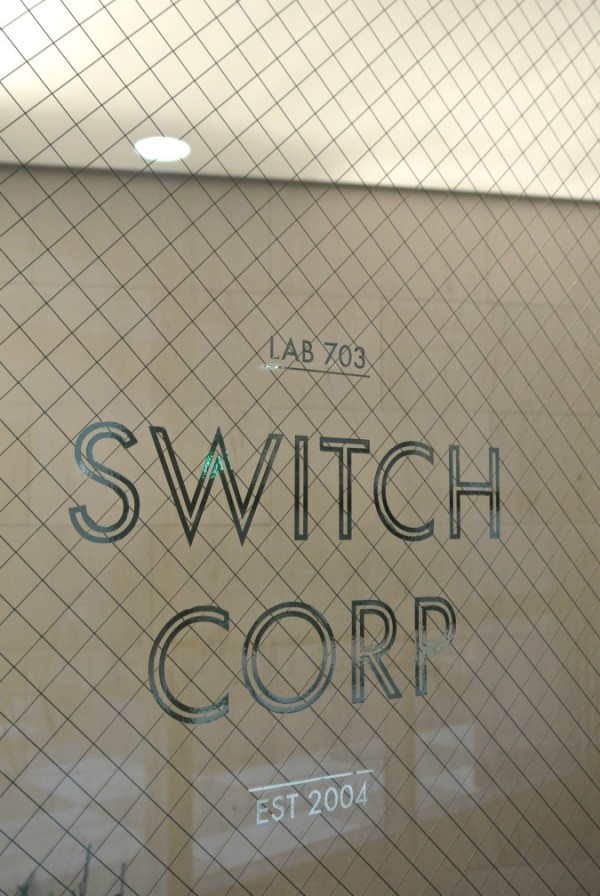 LAB 703
SWITCH
CORP
EST 2004